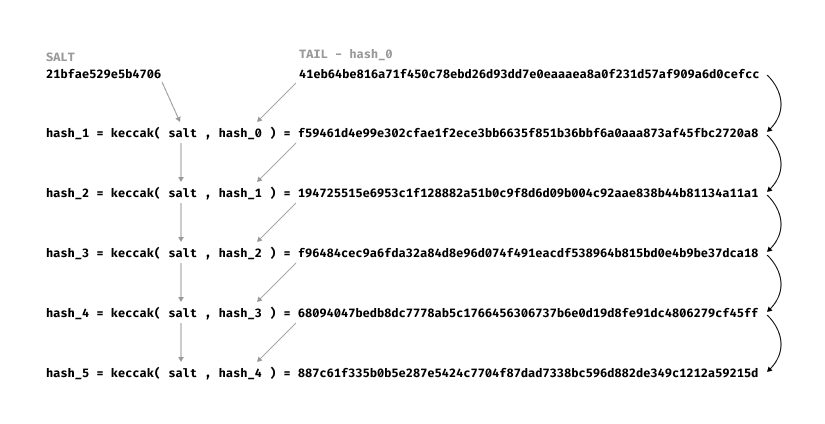 SALT
TAIL - hash_0
21bfae529e5b4706
41eb64be816a71f450c78ebd26d93dd7e0eaaaea8a0f231d57af909a6d0cefcc
hash_1 = keccak( salt , hash_0 ) = f59461d4e99e302cfae1f2ece3bb6635f851b36bbf6a0aaa873af45fbc2720a8
hash_2 = keccak( salt , hash_1 ) = 194725515e6953c1f128882a51b0c9f8d6d09b004c92aae838b44b81134a11a1
hash_3 = keccak( salt , hash_2 ) = f96484cec9a6fda32a84d8e96d074f491eacdf538964b815bd0e4b9be37dca18
hash_4 = keccak( salt , hash_3 ) = 68094047bedb8dc7778ab5c1766456306737b6e0d19d8fe91dc4806279cf45ff
hash_5 = keccak( salt , hash_4 ) = 887c61f335b0b5e287e5424c7704f87dad7338bc596d882de349c1212a59215d